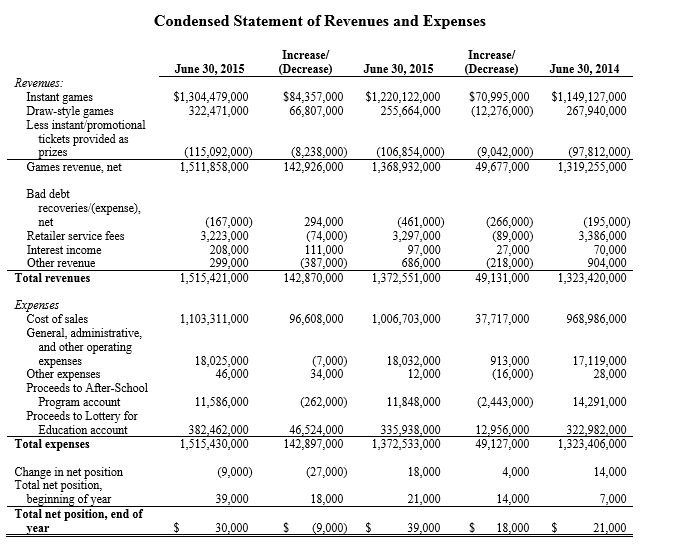 Condensed Statement of Revenues and Expenses
Increase/ Increase/
June 30, 2015 (Decrease) June 30, 2015 (Decrease) June 30, 2014
Revenues:
Instant games $1,304,479,000 $84,357,000 $1,220,122,000 $70,995,000 $1,149,127,000
Draw-style games 322,471,000 66,807,000 255,664,000 (12,276,000) 267,940,000
Less instant/promotional
tickets provided as
prizes (115,092,000) (8,238,000) (106,854,000) (9,042,000) (97,812,000)
Games revenue, net 1,511,858,000 142,926,000 1,368,932,000 49,677,000 1,319,255,000
Bad debt
recoveries/(expense),
net (167,000) 294,000 (461,000) (266,000) (195,000)
Retailer service fees 3,223,000 (74,000) 3,297,000 (89,000) 3,386,000
Interest income 208,000 111,000 97,000 27,000 70,000
Other revenue 299,000 (387,000) 686,000 (218,000) 904,000
Total revenues 1,515,421,000 142,870,000 1,372,551,000 49,131,000 1,323,420,000
Expenses
Cost of sales 1,103,311,000 96,608,000 1,006,703,000 37,717,000 968,986,000
General, administrative,
and other operating
expenses 18,025,000 (7,000) 18,032,000 913,000 17,119,000
Other expenses 46,000 34,000 12,000 (16,000) 28,000
Proceeds to After-School
Program account 11,586,000 (262,000) 11,848,000 (2,443,000) 14,291,000
Proceeds to Lottery for
Education account 382,462,000 46,524,000 335,938,000 12,956,000 322,982,000
Total expenses 1,515,430,000 142,897,000 1,372,533,000 49,127,000 1,323,406,000
Change in net position (9,000) (27,000) 18,000 4,000 14,000
Total net position,
beginning of year 39,000 18,000 21,000 14,000 7,000
Total net position, end of
year $ 30,000 $ (9,000) $ 39,000 $ 18,000 $ 21,000